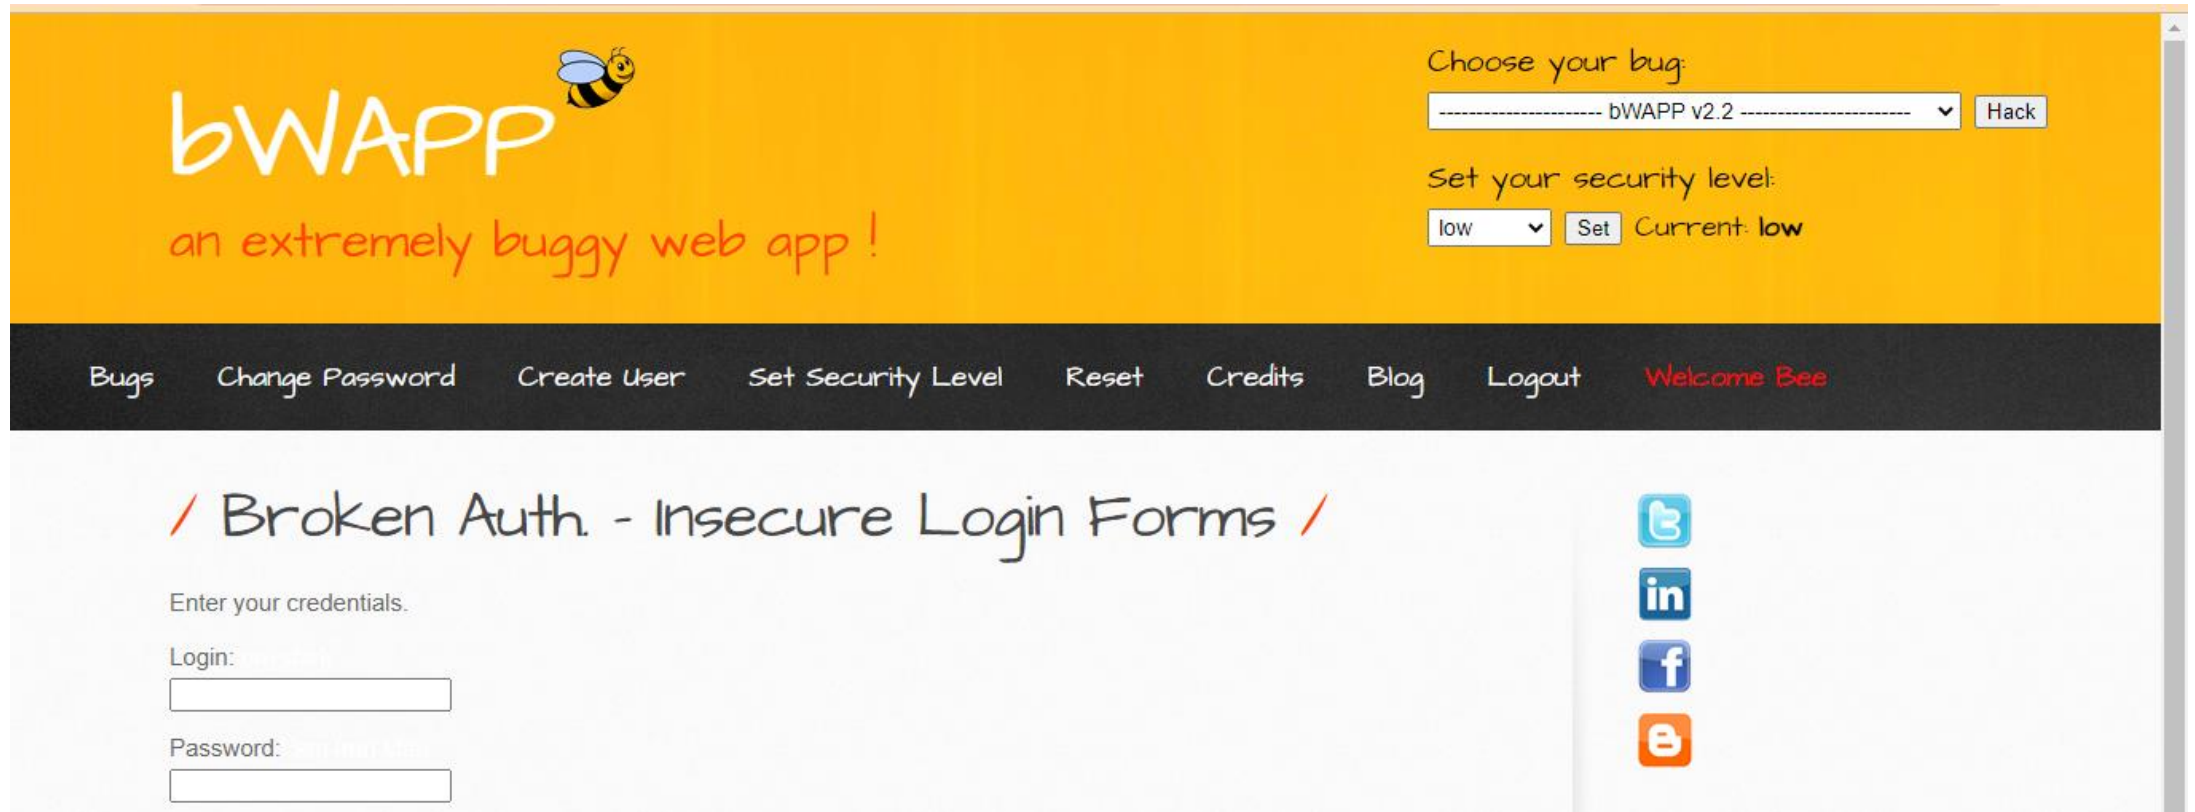 bWAPP
an extremely buggy web app !
Choose your bug:
---------------------- bWAPP v2.2 ----------------------- Hack
Set your security level:
low Set Current: low
Bugs Change Password Create User Set Security Level Reset Credits Blog Logout Welcome Bee
/ Broken Auth. - Insecure Login Forms /
Enter your credentials.
Login:
Password: